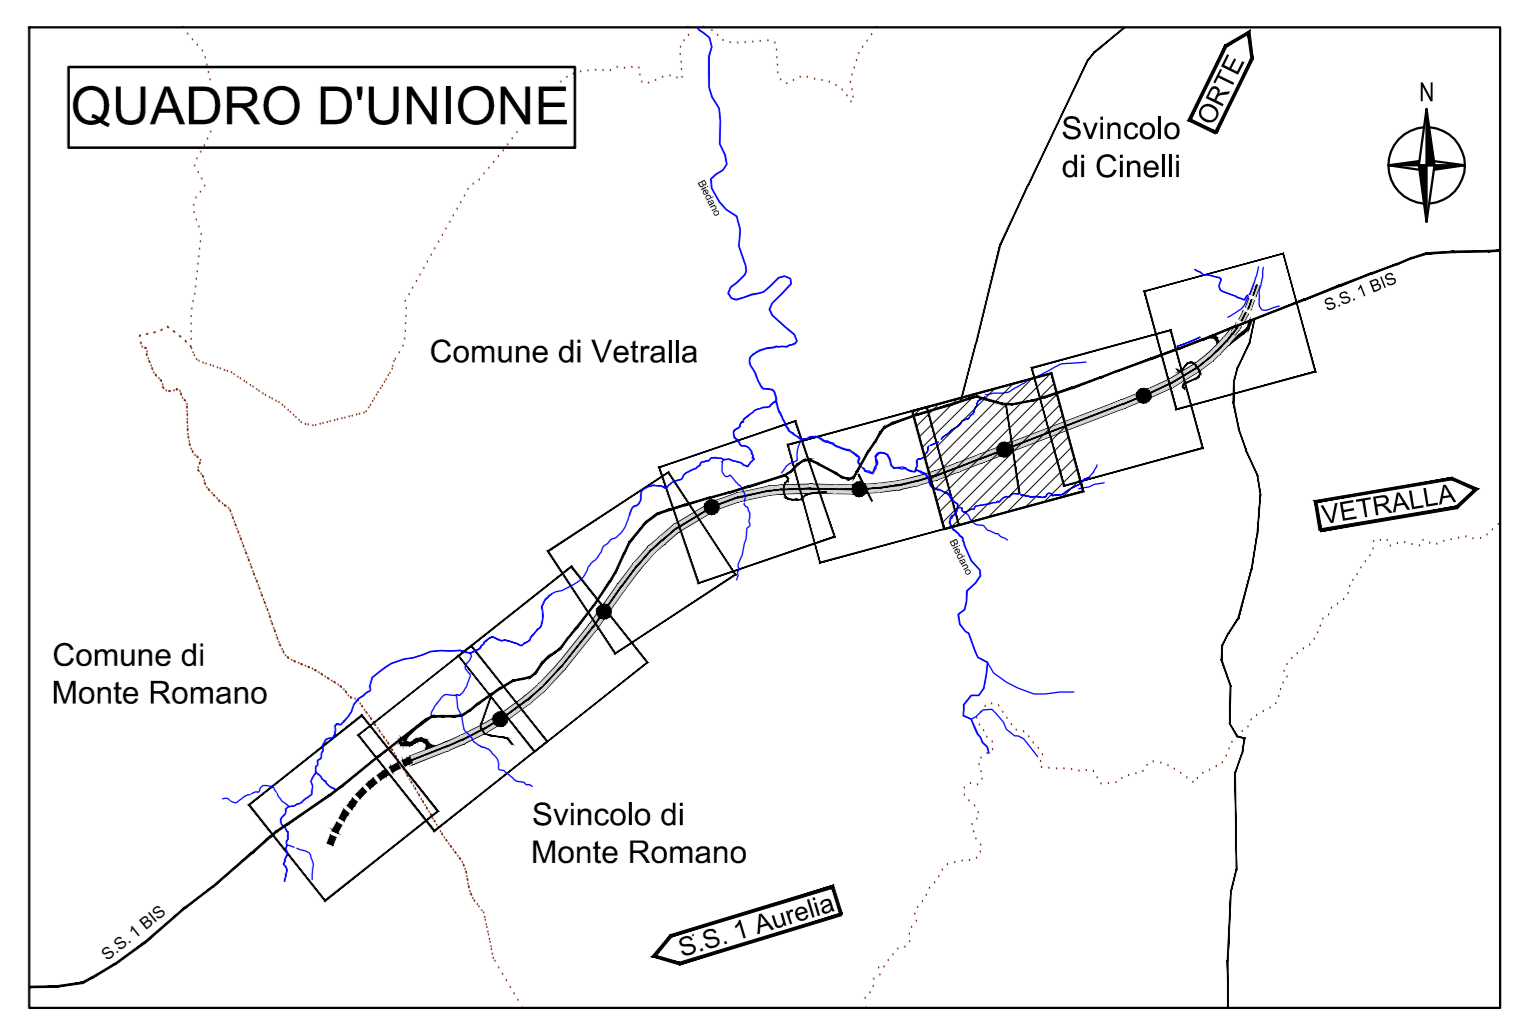 QUADRO D'UNIONE
ORTE
N
Svincolo
di Cinelli
Biedano
S.S. 1 BIS
Comune di Vetralla
VETRALLA
Biedano
Comune di
Monte Romano
Svincolo di
Monte Romano
S.S. 1 Aurelia
S.S. 1 BIS